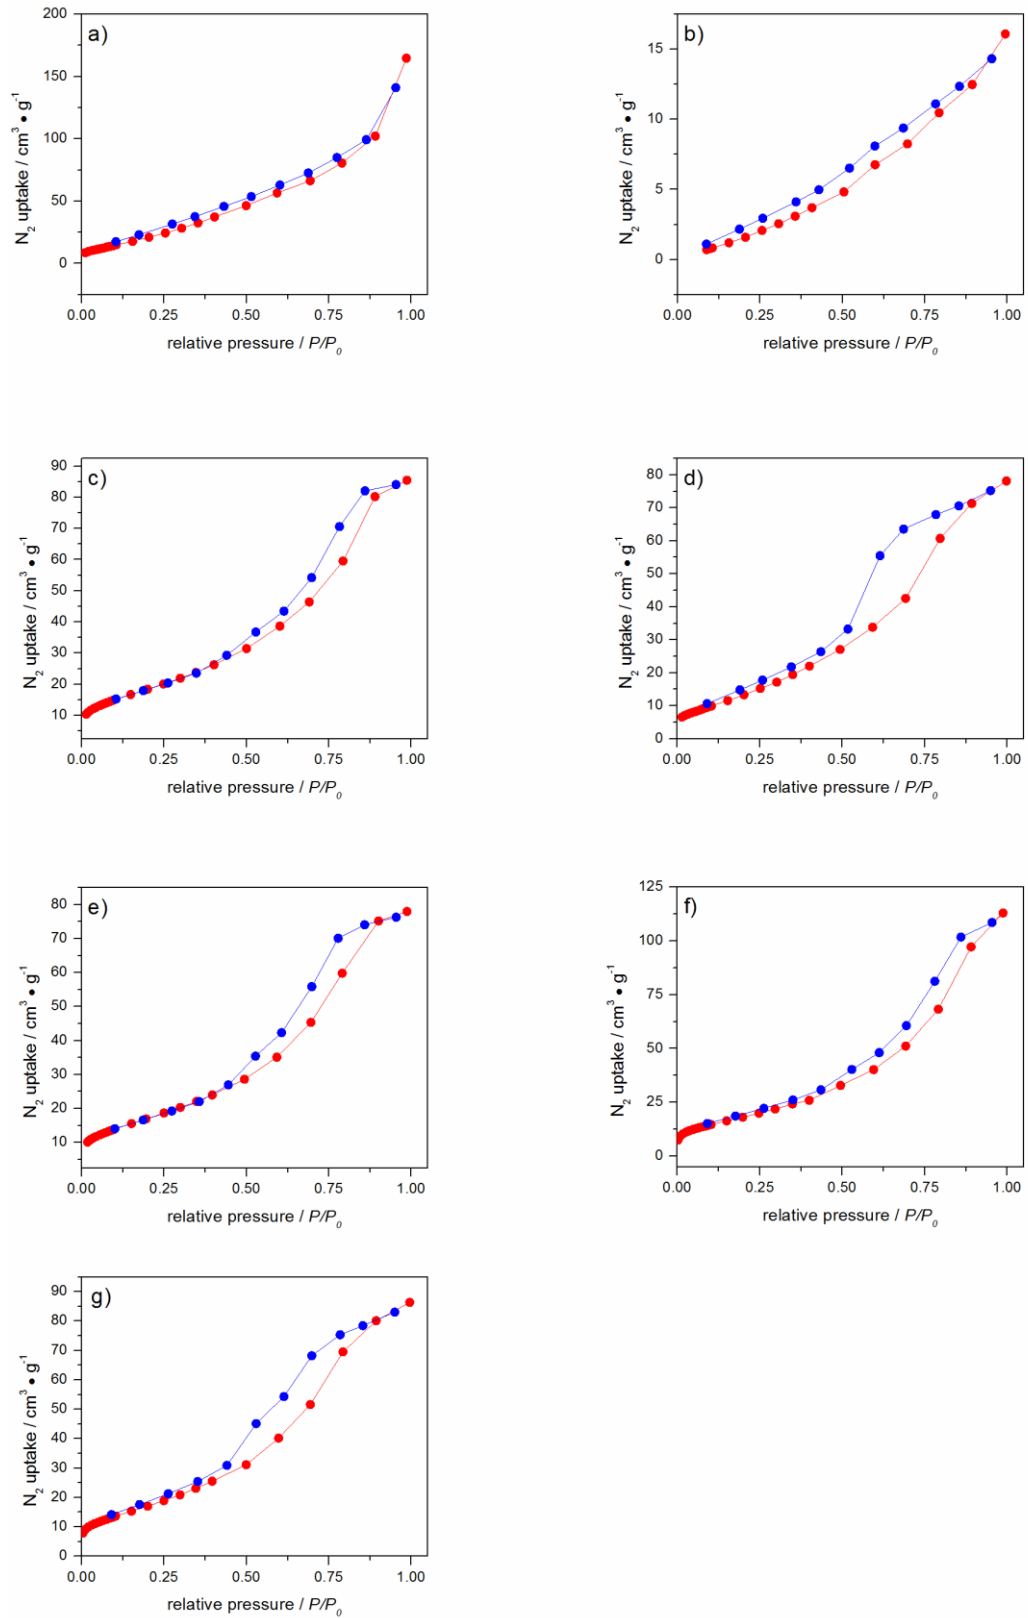 a)
200
150
100
50
0
N₂ uptake / cm³ • g⁻¹
0.00 0.25 0.50 0.75 1.00
relative pressure / P/P₀
b)
15
10
5
0
N₂ uptake / cm³ • g⁻¹
0.00 0.25 0.50 0.75 1.00
relative pressure / P/P₀
c)
90
80
70
60
50
40
30
20
10
N₂ uptake / cm³ • g⁻¹
0.00 0.25 0.50 0.75 1.00
relative pressure / P/P₀
d)
80
70
60
50
40
30
20
10
0
N₂ uptake / cm³ • g⁻¹
0.00 0.25 0.50 0.75 1.00
relative pressure / P/P₀
e)
80
70
60
50
40
30
20
10
N₂ uptake / cm³ • g⁻¹
0.00 0.25 0.50 0.75 1.00
relative pressure / P/P₀
f)
125
100
75
50
25
0
N₂ uptake / cm³ • g⁻¹
0.00 0.25 0.50 0.75 1.00
relative pressure / P/P₀
g)
90
80
70
60
50
40
30
20
10
0
N₂ uptake / cm³ • g⁻¹
0.00 0.25 0.50 0.75 1.00
relative pressure / P/P₀